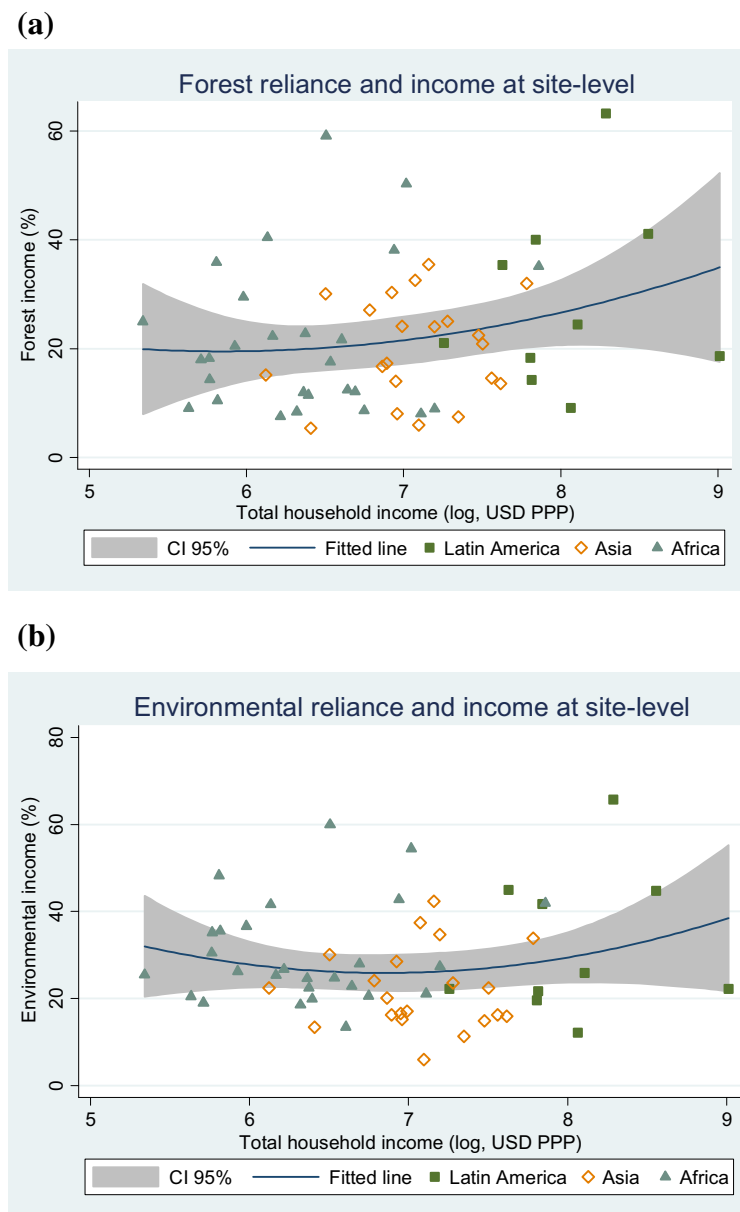 (a)
Forest reliance and income at site-level
Forest income (%)
60
40
20
0
5 6 7 8 9
Total household income (log, USD PPP)
CI 95% Fitted line Latin America Asia Africa
(b)
Environmental reliance and income at site-level
Environmental income (%)
80
60
40
20
0
5 6 7 8 9
Total household income (log, USD PPP)
CI 95% Fitted line Latin America Asia Africa